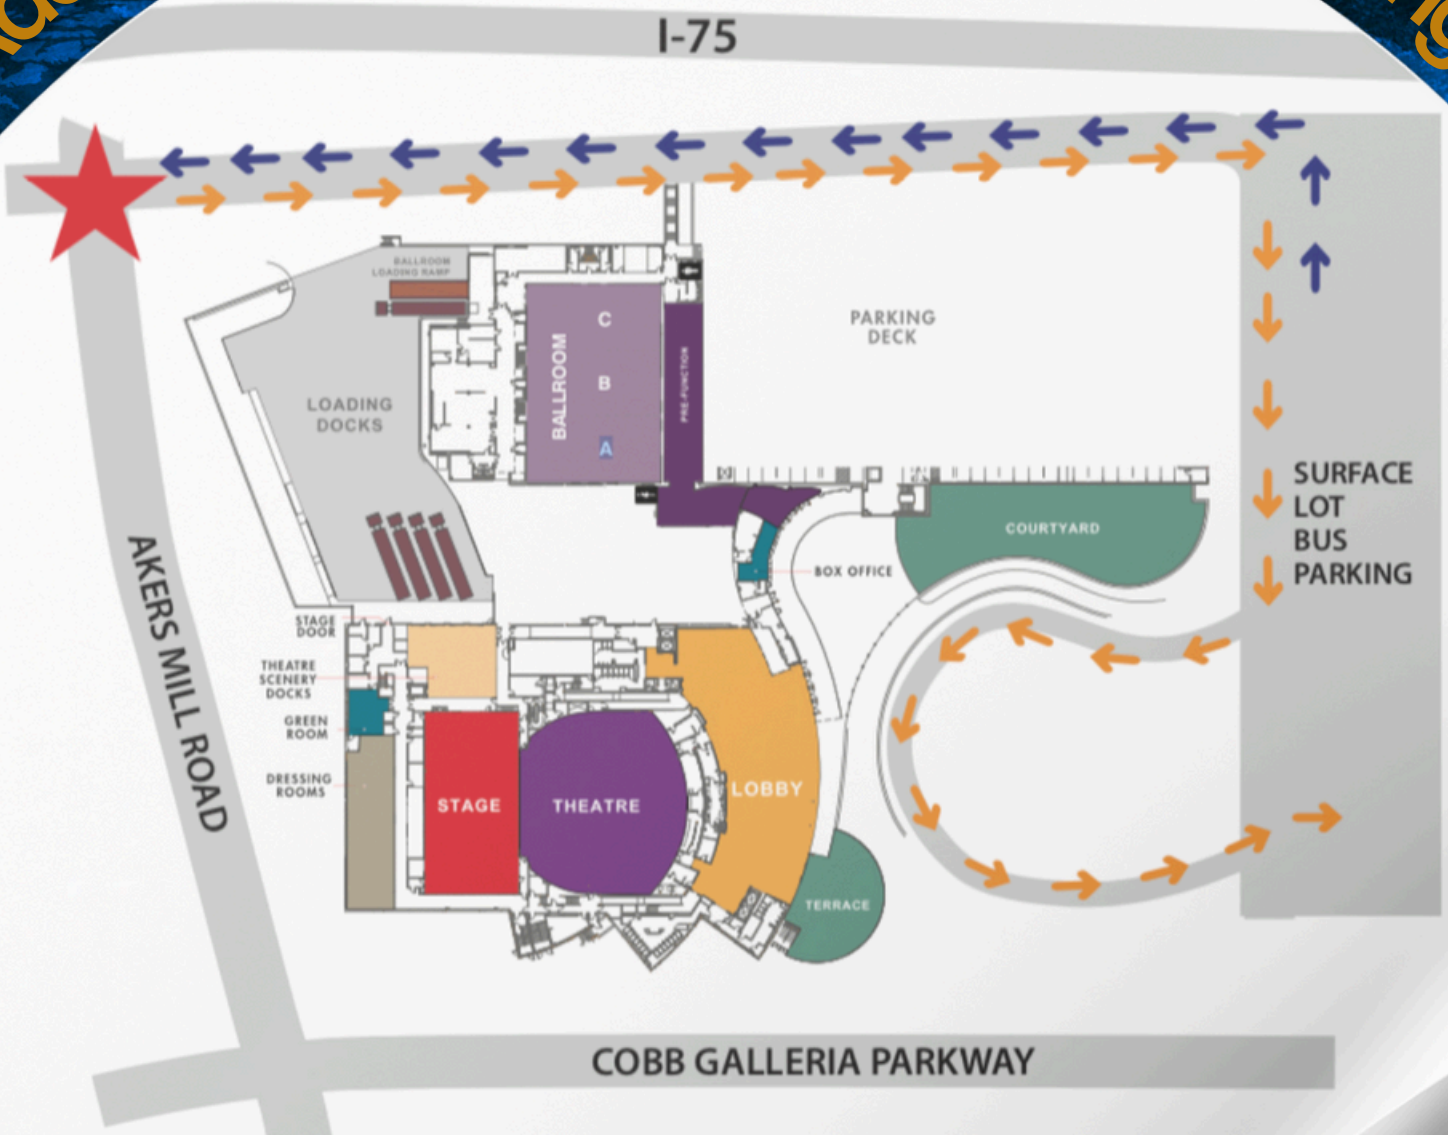 I-75
BALLROOM
LOADING RAMP
C
B
A
BALLROOM
PRE-FUNCTION
PARKING
DECK
LOADING
DOCKS
SURFACE
LOT
BUS
PARKING
COURTYARD
BOX OFFICE
AKERS MILL ROAD
STAGE
DOOR
THEATRE
SCENERY
DOCKS
GREEN
ROOM
DRESSING
ROOMS
STAGE
THEATRE
LOBBY
TERRACE
COBB GALLERIA PARKWAY